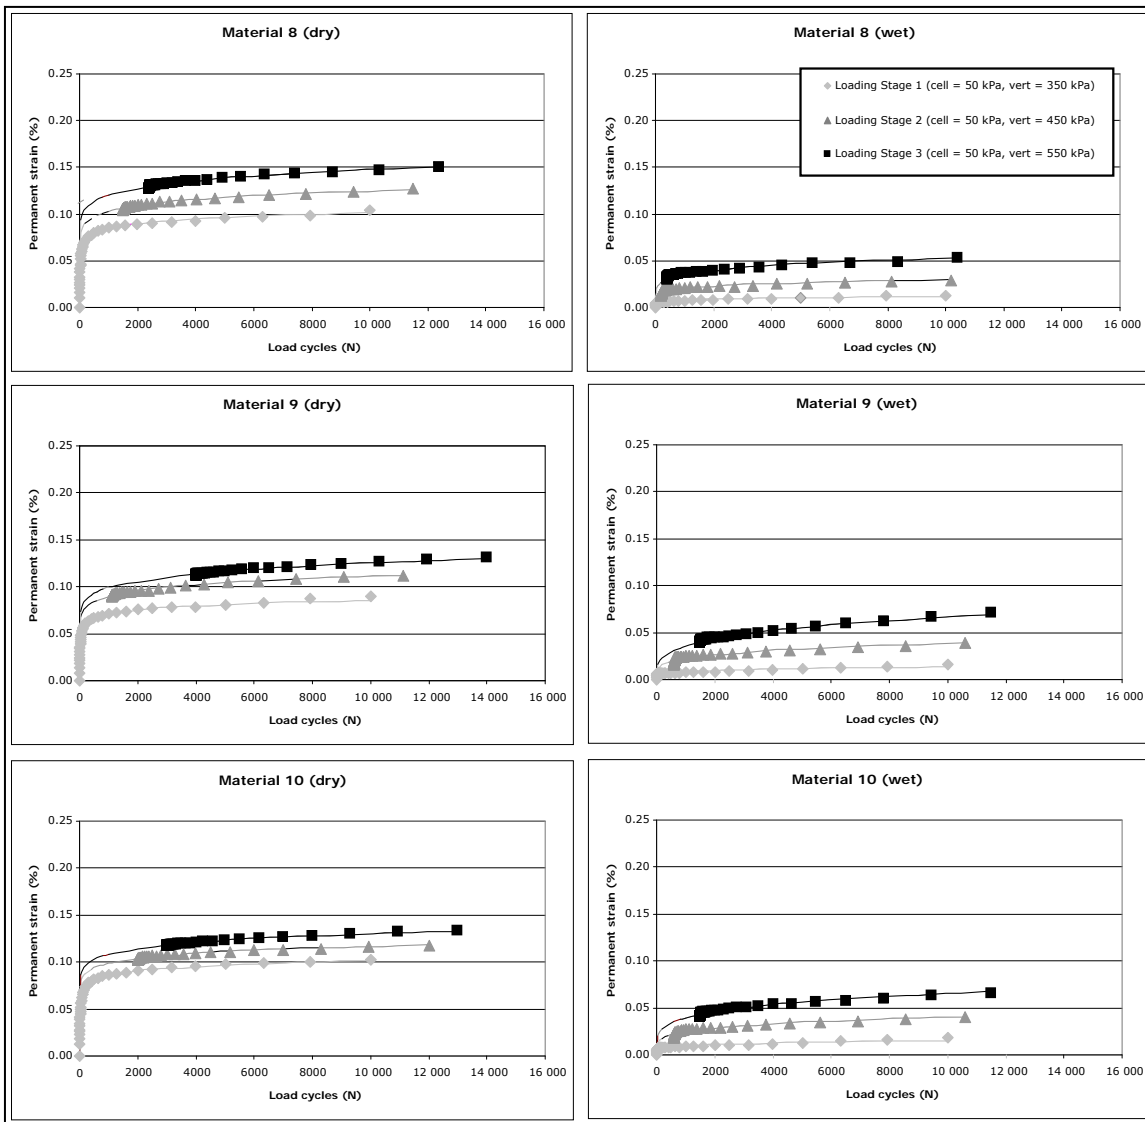 Material 8 (dry)
Permanent strain (%)
0.25
0.20
0.15
0.10
0.05
0.00
0 2000 4000 6000 8000 10 000 12 000 14 000 16 000
Load cycles (N)
Material 8 (wet)
Permanent strain (%)
0.25
0.20
0.15
0.10
0.05
0.00
Loading Stage 1 (cell = 50 kPa, vert = 350 kPa)
Loading Stage 2 (cell = 50 kPa, vert = 450 kPa)
Loading Stage 3 (cell = 50 kPa, vert = 550 kPa)
0 2000 4000 6000 8000 10 000 12 000 14 000 16 000
Load cycles (N)
Material 9 (dry)
Permanent strain (%)
0.25
0.20
0.15
0.10
0.05
0.00
0 2000 4000 6000 8000 10 000 12 000 14 000 16 000
Load cycles (N)
Material 9 (wet)
Permanent strain (%)
0.25
0.20
0.15
0.10
0.05
0.00
0 2000 4000 6000 8000 10 000 12 000 14 000 16 000
Load cycles (N)
Material 10 (dry)
Permanent strain (%)
0.25
0.20
0.15
0.10
0.05
0.00
0 2000 4000 6000 8000 10 000 12 000 14 000 16 000
Load cycles (N)
Material 10 (wet)
Permanent strain (%)
0.25
0.20
0.15
0.10
0.05
0.00
0 2000 4000 6000 8000 10 000 12 000 14 000 16 000
Load cycles (N)